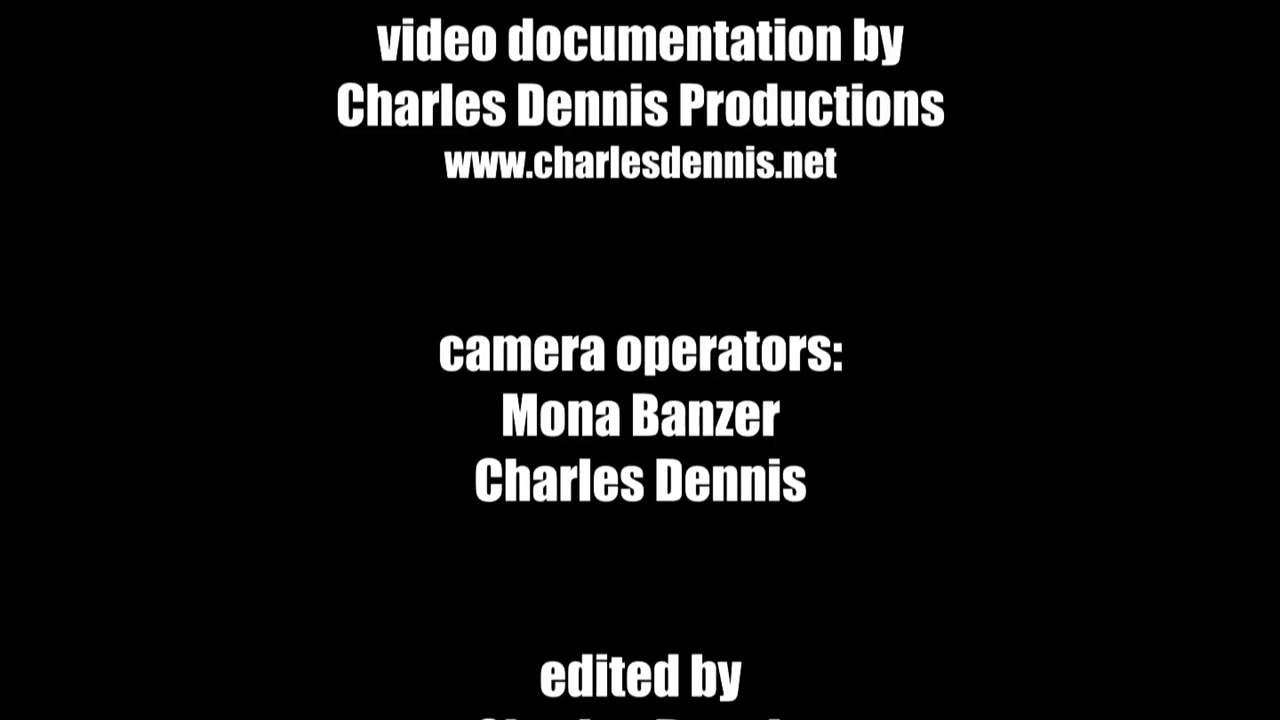 video documentation by
Charles Dennis Productions
www.charlesdennis.net
camera operators:
Mona Banzer
Charles Dennis
edited by